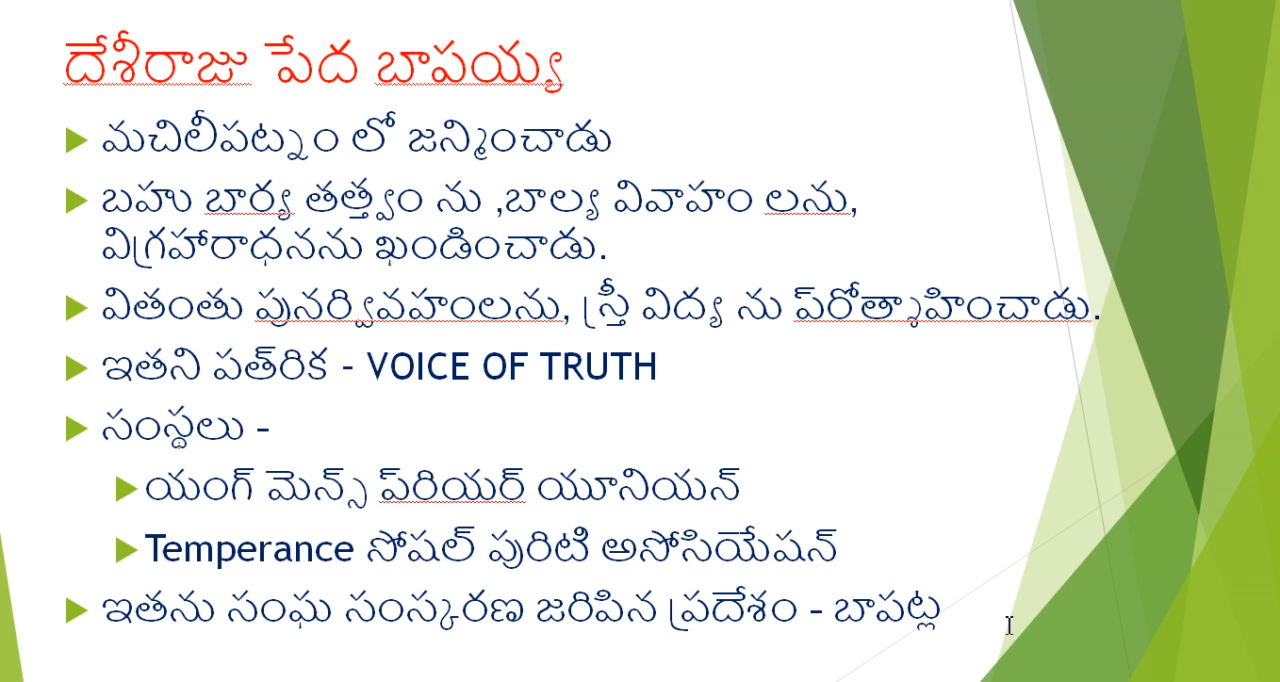 దేశీరాజు పేద బాపయ్య
మచిలీపట్నం లో జన్మించాడు
బహు బార్య తత్త్వం ను ,బాల్య వివాహం లను,
విగ్రహారాధనను ఖండించాడు.
వితంతు పునర్వివహంలను, స్త్రీ విద్య ను ప్‌రోత్సాహించాడు.
ఇతని పత్‌రిక - VOICE OF TRUTH
సంస్థలు -
యంగ్ మెన్స్ ప్‌రియర్ యూనియన్
Temperance సోషల్ పురిటి అసోసియేషన్
ఇతను సంఘ సంస్కరణ జరిపిన ప్రదేశం - బాపట్ల